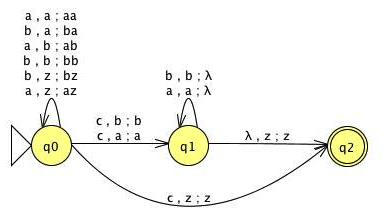 a , a ; aa
b , a ; ba
a , b ; ab
b , b ; bb
b , z ; bz
a , z ; az
b , b ; λ
a , a ; λ
c , b ; b
c , a ; a
λ , z ; z
q0
q1
q2
c , z ; z